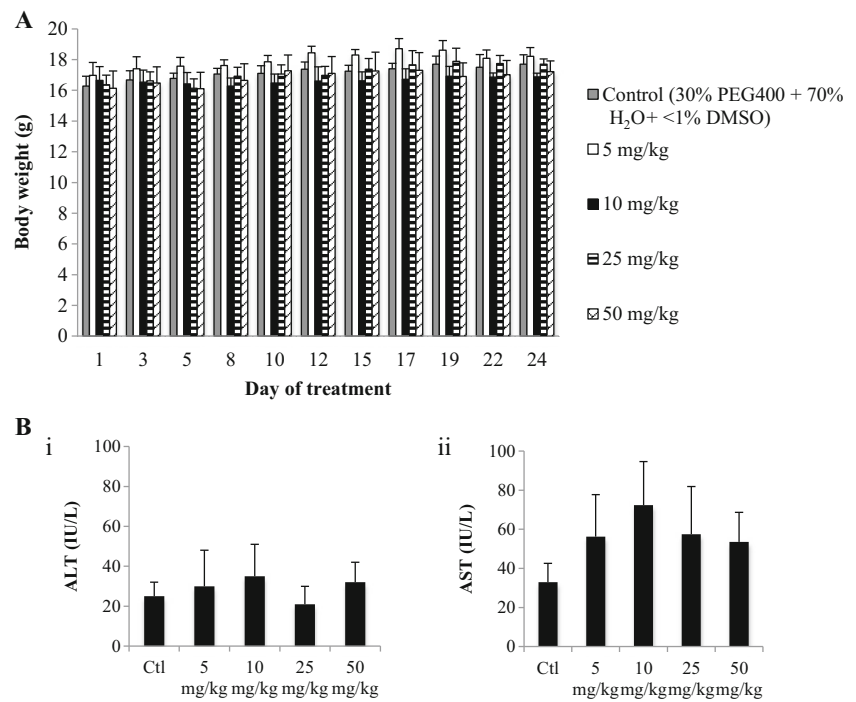 A
Body weight (g)
20
18
16
14
12
10
8
6
4
2
0
1 3 5 8 10 12 15 17 19 22 24
Day of treatment
Control (30% PEG400 + 70%
H₂O+ <1% DMSO)
5 mg/kg
10 mg/kg
25 mg/kg
50 mg/kg
B
i
ALT (IU/L)
100
80
60
40
20
0
Ctl 5 10 25 50
mg/kg mg/kg mg/kg mg/kg
ii
AST (IU/L)
100
80
60
40
20
0
Ctl 5 10 25 50
mg/kg mg/kg mg/kg mg/kg